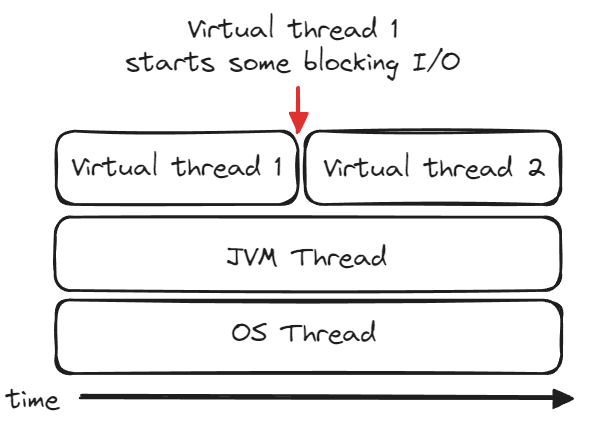 Virtual thread 1
starts some blocking I/O
Virtual thread 1
Virtual thread 2
JVM Thread
OS Thread
time